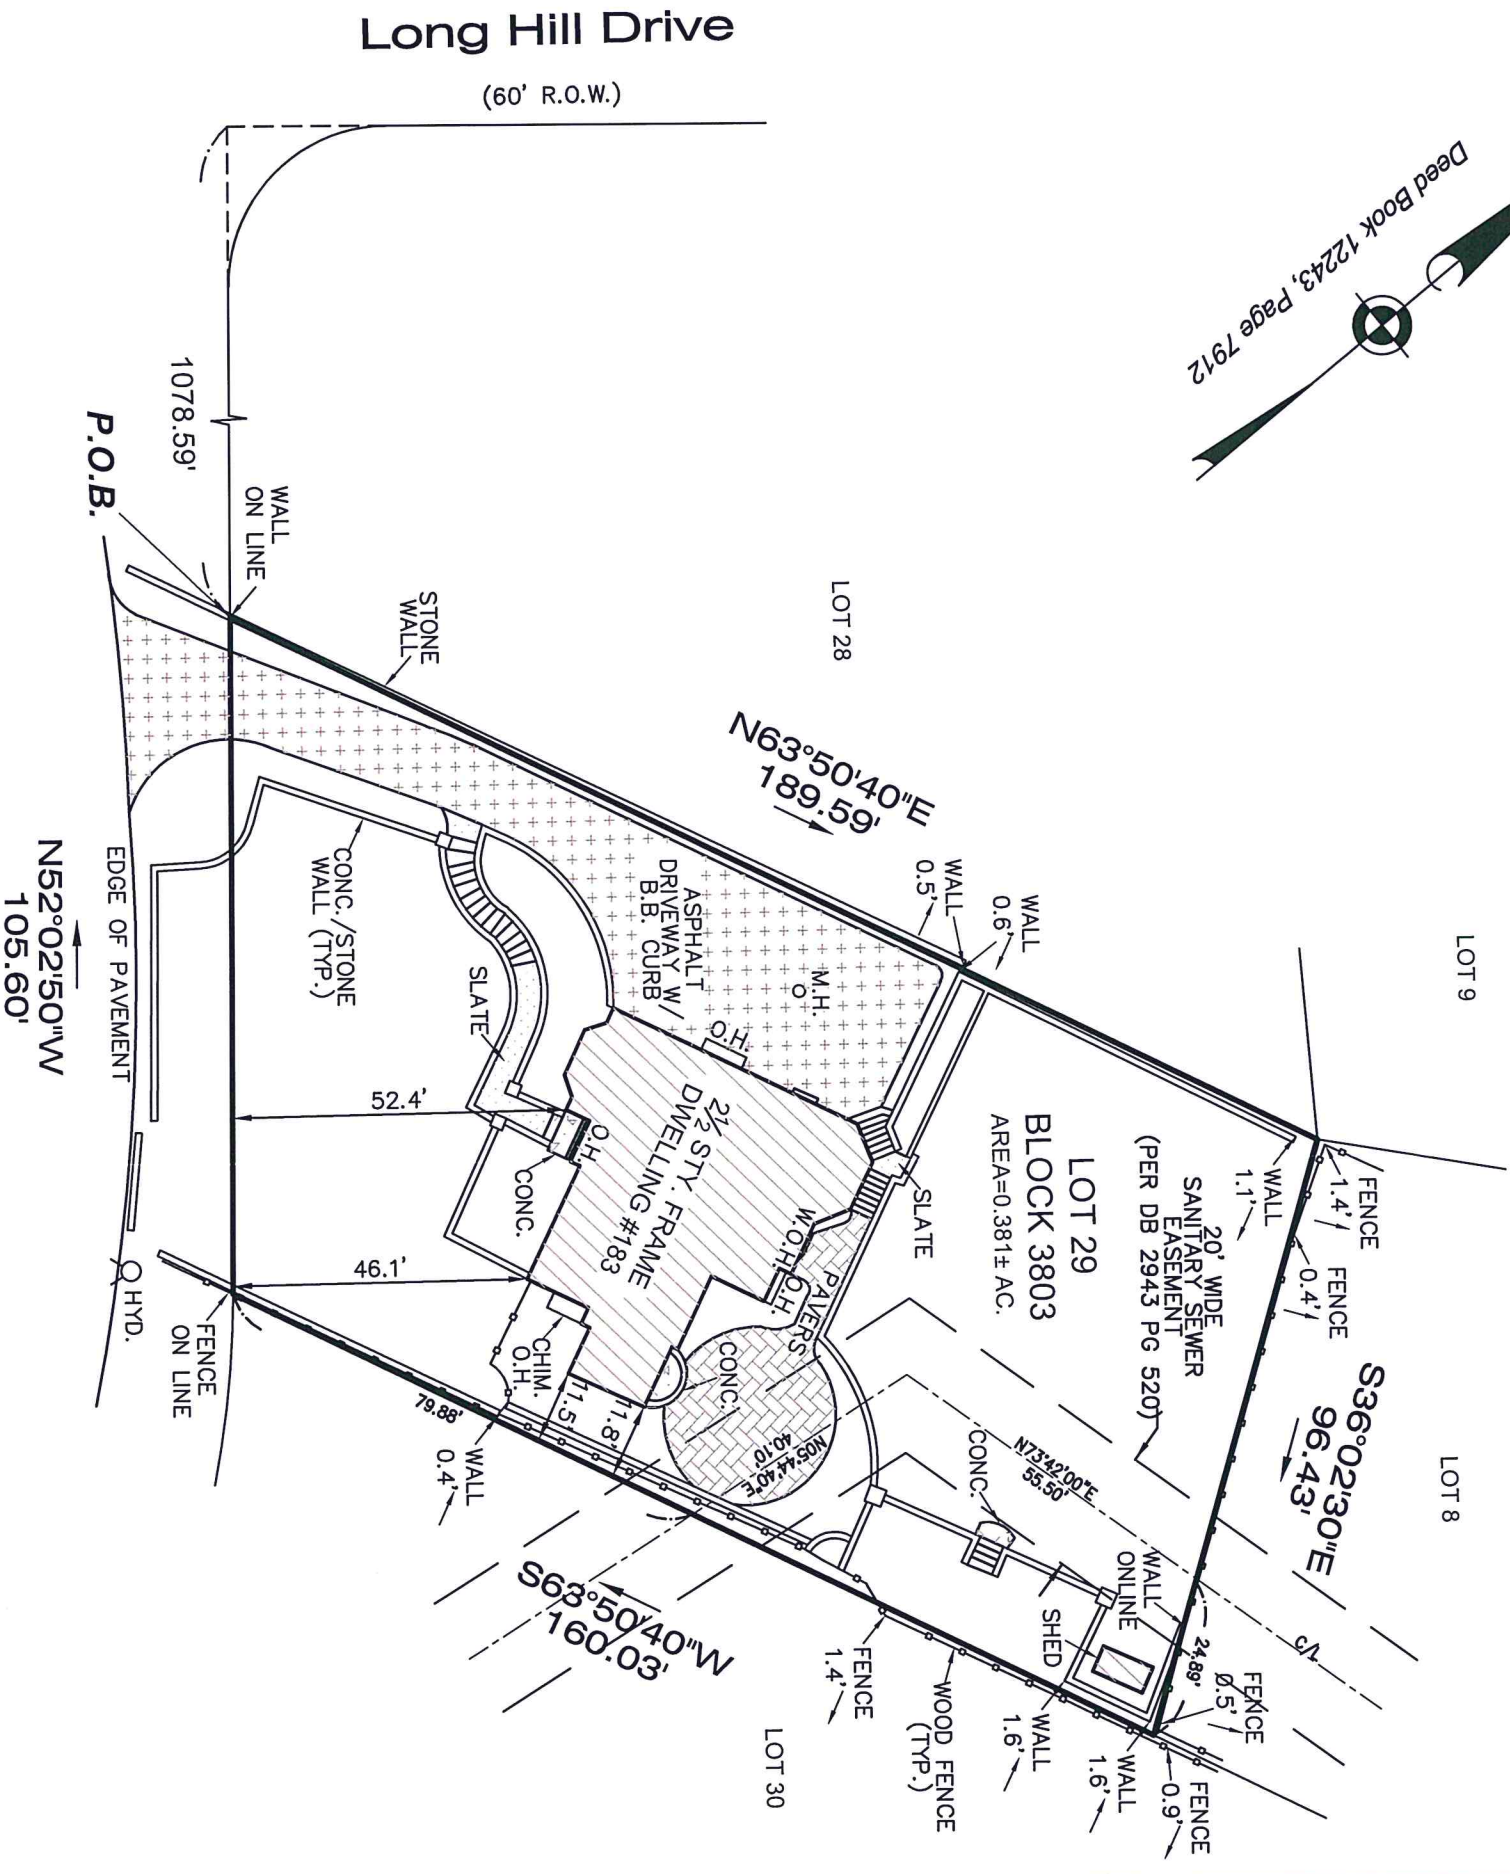 Long Hill Drive
(60' R.O.W.)
Deed Book 12243, Page 7912
1078.59'
P.O.B.
WALL
ON LINE
STONE
WALL
LOT 28
N63°50'40"E
189.59'
LOT 9
WALL
0.5'
WALL
0.6'
ASPHALT
DRIVEWAY W/
B.B. CURB
M.H.
O.H.
CONC./STONE
WALL (TYP.)
SLATE
EDGE OF PAVEMENT
N52°02'50"W
105.60'
52.4'
46.1'
O.H.
CONC.
2½ STY. FRAME
DWELLING #183
SLATE
LOT 29
BLOCK 3803
AREA=0.381± AC.
20' WIDE
SANITARY SEWER
EASEMENT
(PER DB 2943 PG 520)
WALL
1.1'
FENCE
1.4'
FENCE
0.4'
S36°02'30"E
96.43'
LOT 8
W.O.H.
O.H.
PAVERS
CONC.
HYD.
FENCE
ON LINE
CHIM.
O.H.
11.5'
11.8'
79.88'
WALL
0.4'
N05°44'40"E
40.10'
N73°42'00"E
55.50'
CONC.
WALL
ONLINE
SHED
24.89'
C/L
FENCE
0.5'
S63°50'40"W
160.03'
FENCE
1.4'
WOOD FENCE
(TYP.)
WALL
1.6'
WALL
1.6'
FENCE
0.9'
LOT 30